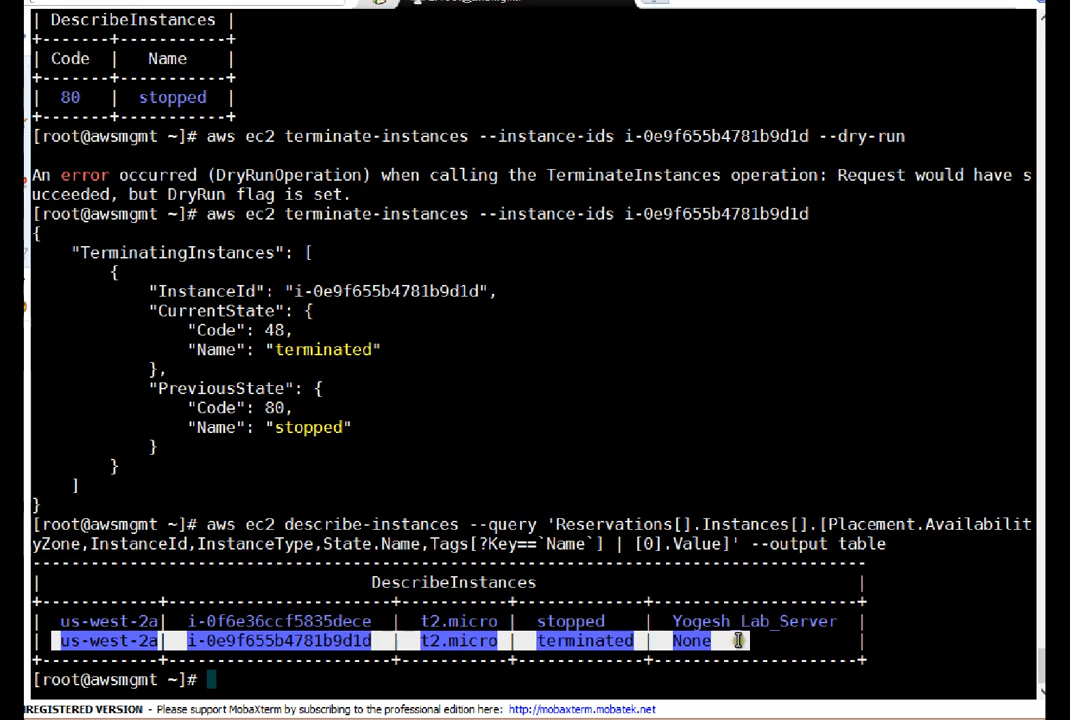 | DescribeInstances |
+-------+-----------+
| Code | Name |
+-------+-----------+
| 80 | stopped |
+-------+-----------+
[root@awsmgmt ~]# aws ec2 terminate-instances --instance-ids i-0e9f655b4781b9d1d --dry-run
An error occurred (DryRunOperation) when calling the TerminateInstances operation: Request would have s
ucceeded, but DryRun flag is set.
[root@awsmgmt ~]# aws ec2 terminate-instances --instance-ids i-0e9f655b4781b9d1d
{
"TerminatingInstances": [
{
"InstanceId": "i-0e9f655b4781b9d1d",
"CurrentState": {
"Code": 48,
"Name": "terminated"
},
"PreviousState": {
"Code": 80,
"Name": "stopped"
}
}
]
}
[root@awsmgmt ~]# aws ec2 describe-instances --query 'Reservations[].Instances[].[Placement.Availabilit
yZone,InstanceId,InstanceType,State.Name,Tags[?Key==`Name`] | [0].Value]' --output table
-------------------------------------------------------------------------------------
| DescribeInstances |
+------------+-----------------------+-----------+-------------+---------------------+
| us-west-2a| i-0f6e36ccf5835dece | t2.micro | stopped | Yogesh_Lab_Server |
| us-west-2a| i-0e9f655b4781b9d1d | t2.micro | terminated | None |
+------------+-----------------------+-----------+-------------+---------------------+
[root@awsmgmt ~]#
REGISTERED VERSION - Please support MobaXterm by subscribing to the professional edition here: http://mobaxterm.mobatek.net